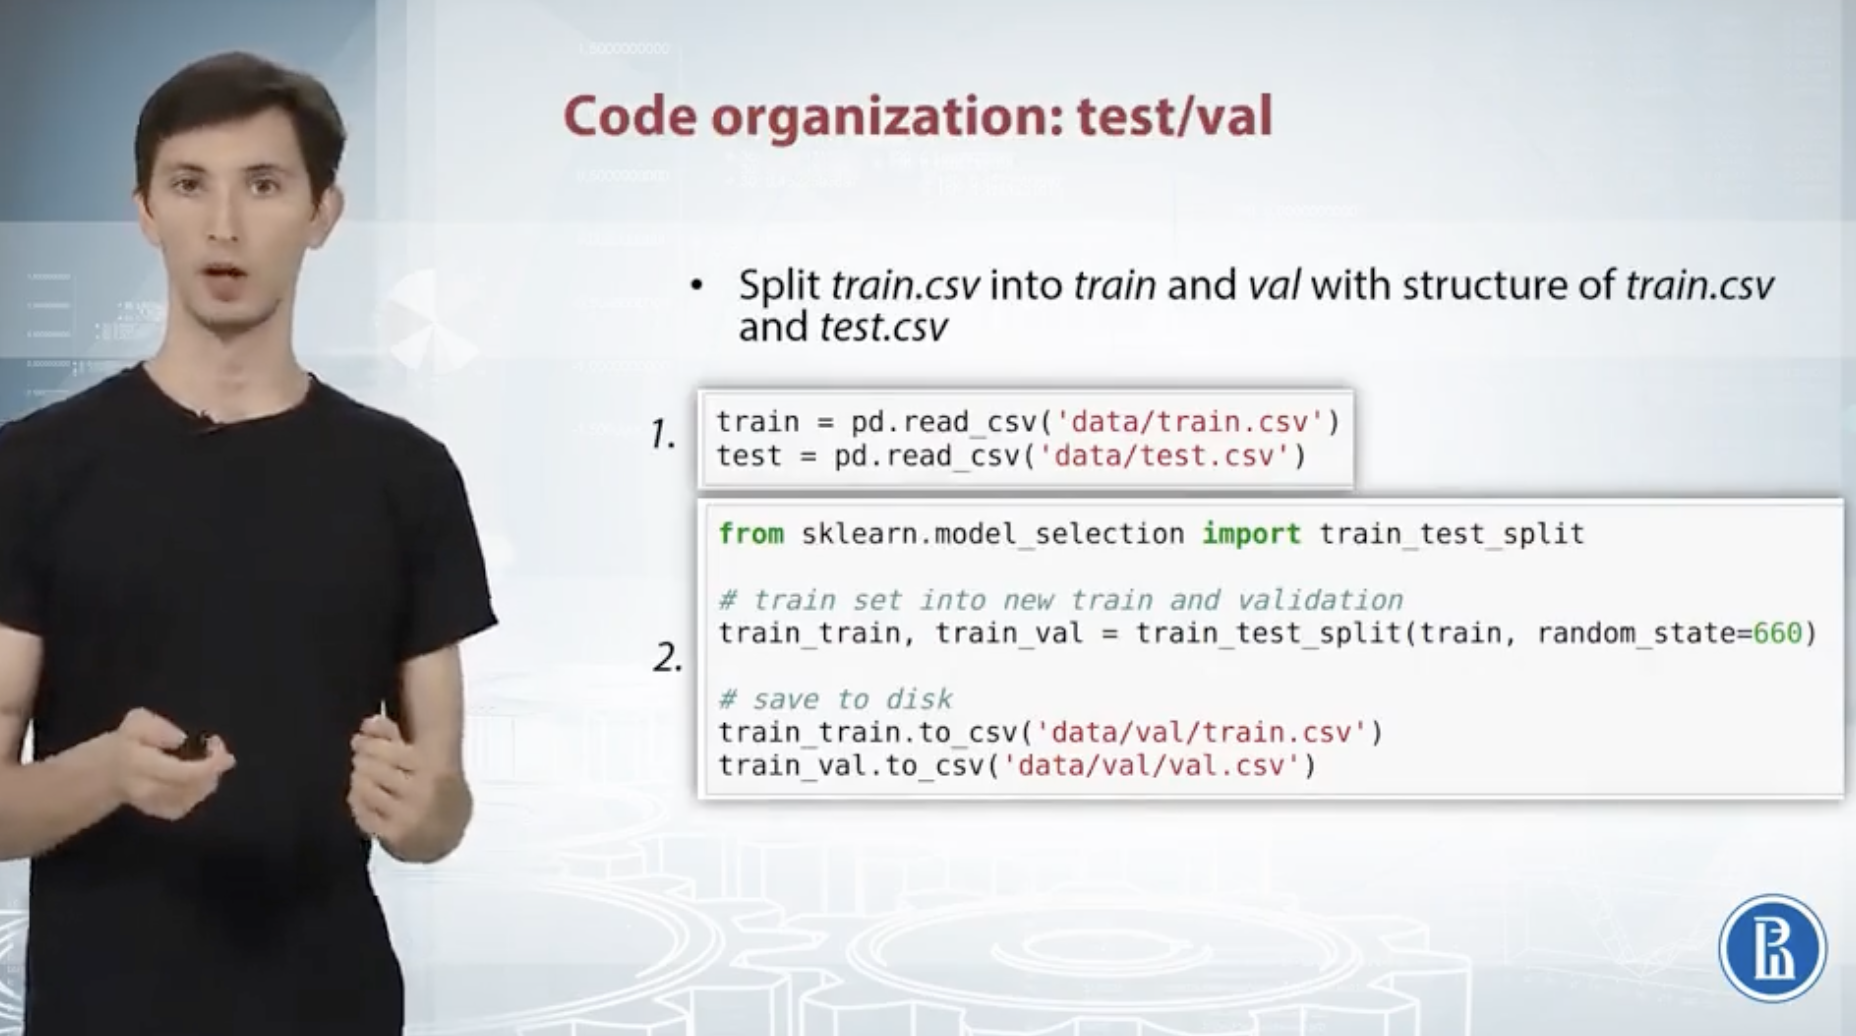 Code organization: test/val
• Split train.csv into train and val with structure of train.csv
and test.csv
1.
train = pd.read_csv('data/train.csv')
test = pd.read_csv('data/test.csv')
2.
from sklearn.model_selection import train_test_split
# train set into new train and validation
train_train, train_val = train_test_split(train, random_state=660)
# save to disk
train_train.to_csv('data/val/train.csv')
train_val.to_csv('data/val/val.csv')